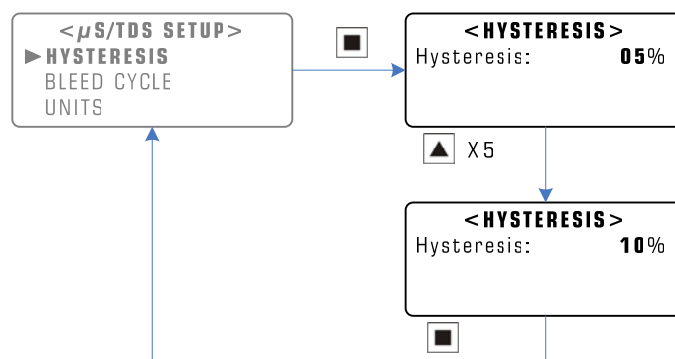 <μS/TDS SETUP>
►HYSTERESIS
BLEED CYCLE
UNITS
<HYSTERESIS>
Hysteresis: 05%
X5
<HYSTERESIS>
Hysteresis: 10%